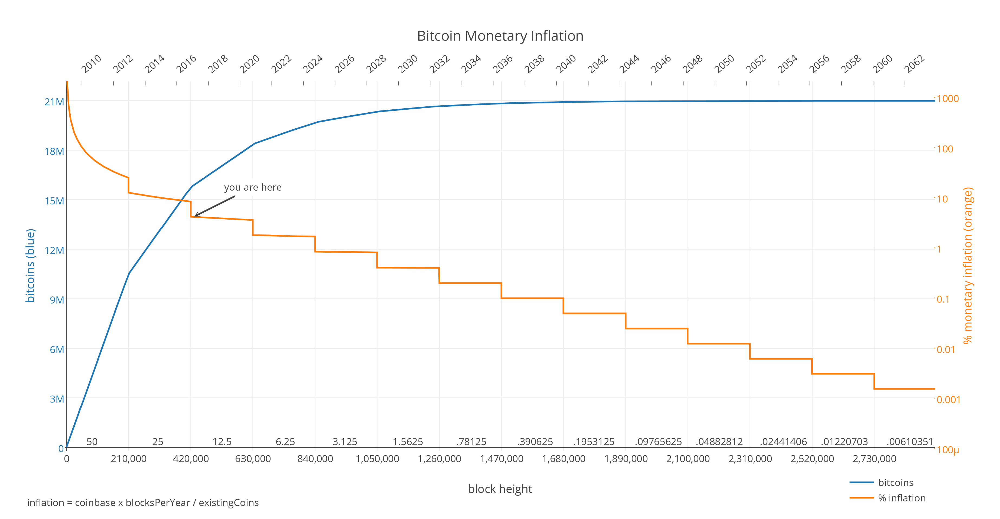 Bitcoin Monetary Inflation
2010 2012 2014 2016 2018 2020 2022 2024 2026 2028 2030 2032 2034 2036 2038 2040 2042 2044 2046 2048 2050 2052 2054 2056 2058 2060 2062
21M
18M
15M
12M
9M
6M
3M
0
bitcoins (blue)
you are here
1000
100
10
1
0.1
0.01
0.001
100μ
% monetary inflation (orange)
50 25 12.5 6.25 3.125 1.5625 .78125 .390625 .1953125 .09765625 .04882812 .02441406 .01220703 .00610351
0 210,000 420,000 630,000 840,000 1,050,000 1,260,000 1,470,000 1,680,000 1,890,000 2,100,000 2,310,000 2,520,000 2,730,000
block height
bitcoins
% inflation
inflation = coinbase x blocksPerYear / existingCoins